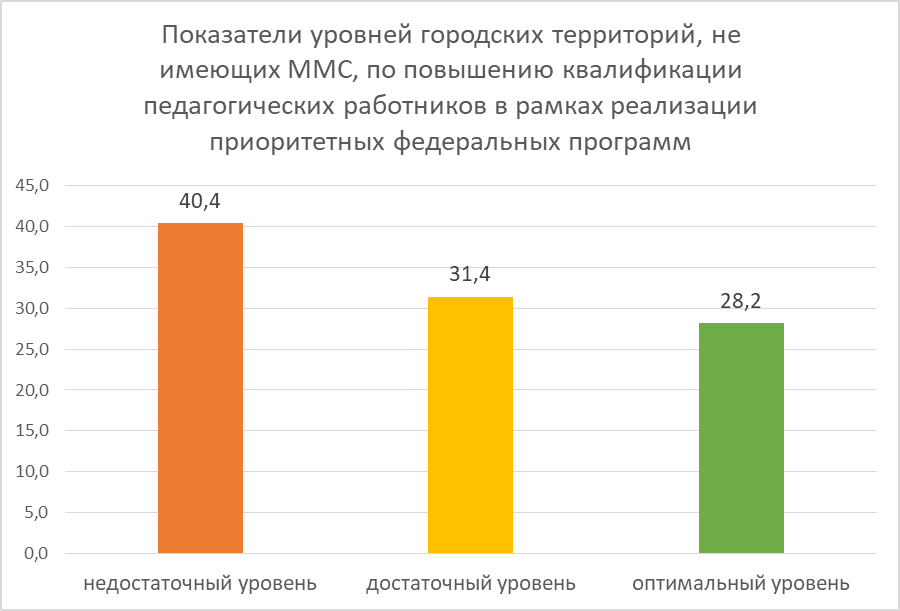 Показатели уровней городских территорий, не
имеющих ММС, по повышению квалификации
педагогических работников в рамках реализации
приоритетных федеральных программ
45,0
40,0
35,0
30,0
25,0
20,0
15,0
10,0
5,0
0,0
40,4
31,4
28,2
недостаточный уровень
достаточный уровень
оптимальный уровень